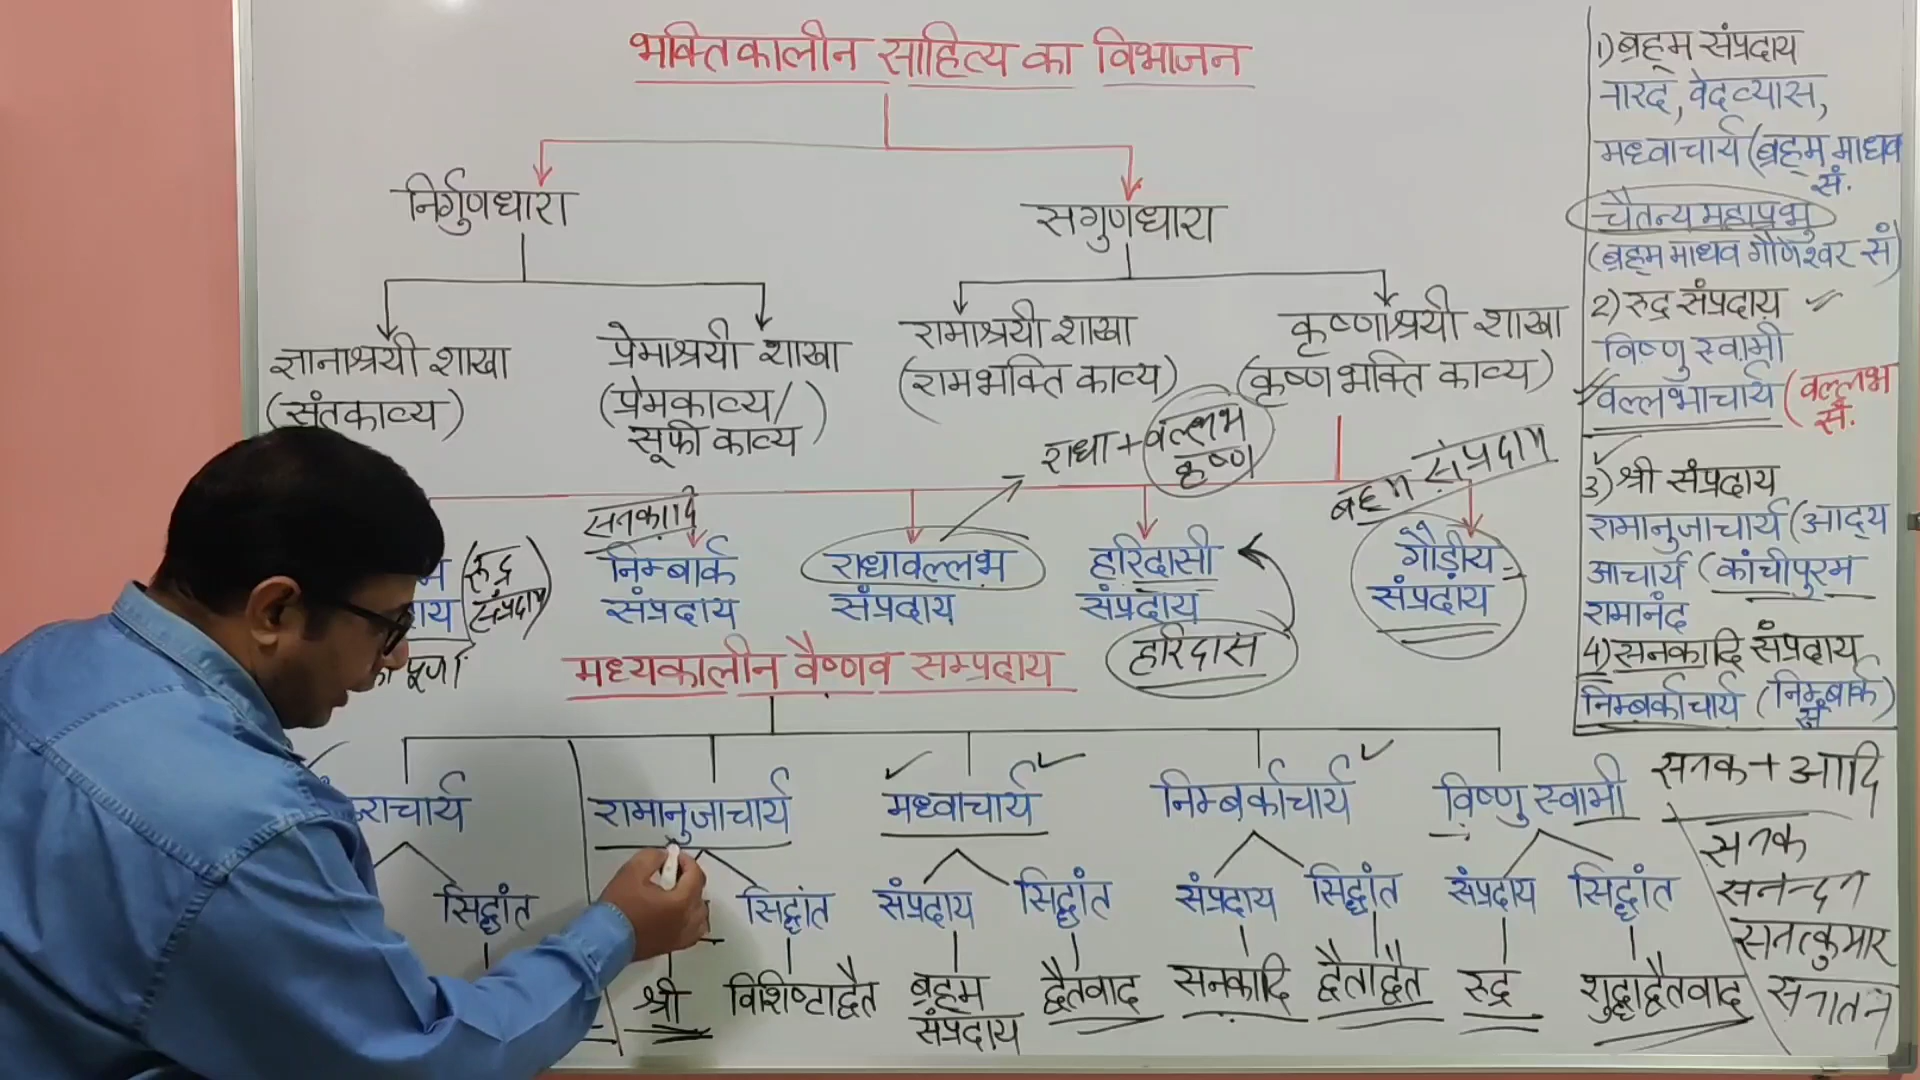 भक्तिकालीन साहित्य का विभाजन
निर्गुणधारा
सगुणधारा
ज्ञानाश्रयी शाखा
(संतकाव्य)
प्रेमाश्रयी शाखा
(प्रेमकाव्य/
सूफी काव्य)
रामाश्रयी शाखा
(रामभक्ति काव्य)
कृष्णाश्रयी शाखा
(कृष्णभक्ति काव्य)
राधा + वल्लभ
कृष्ण
ब्रह्म संप्रदाय
(रुद्र
संप्रदाय)
सनकादि
निम्बार्क
संप्रदाय
राधावल्लभ
संप्रदाय
हरिदासी
संप्रदाय
हरिदास
गौड़ीय
संप्रदाय
मध्यकालीन वैष्णव सम्प्रदाय
सिद्धांत
रामानुजाचार्य
सिद्धांत
श्री
विशिष्टाद्वैत
मध्वाचार्य
संप्रदाय सिद्धांत
ब्रह्म
संप्रदाय
द्वैतवाद
निम्बर्काचार्य
संप्रदाय सिद्धांत
सनकादि द्वैताद्वैत
विष्णु स्वामी
संप्रदाय सिद्धांत
रुद्र शुद्धाद्वैतवाद
1) ब्रह्म संप्रदाय
नारद, वेदव्यास,
मध्वाचार्य (ब्रह्म माधव
सं.
चैतन्य महाप्रभु
(ब्रह्म माधव गौणेश्वर सं)
2) रुद्र संप्रदाय
विष्णु स्वामी
वल्लभाचार्य (वल्लभ
सं.
3) श्री संप्रदाय
रामानुजाचार्य (आद्य
आचार्य (कांचीपुरम
रामानंद
4) सनकादि संप्रदाय
निम्बर्काचार्य (निम्बार्क)
सं
सनक + आदि
सनक
सनन्दन
सनत्कुमार
सनातन